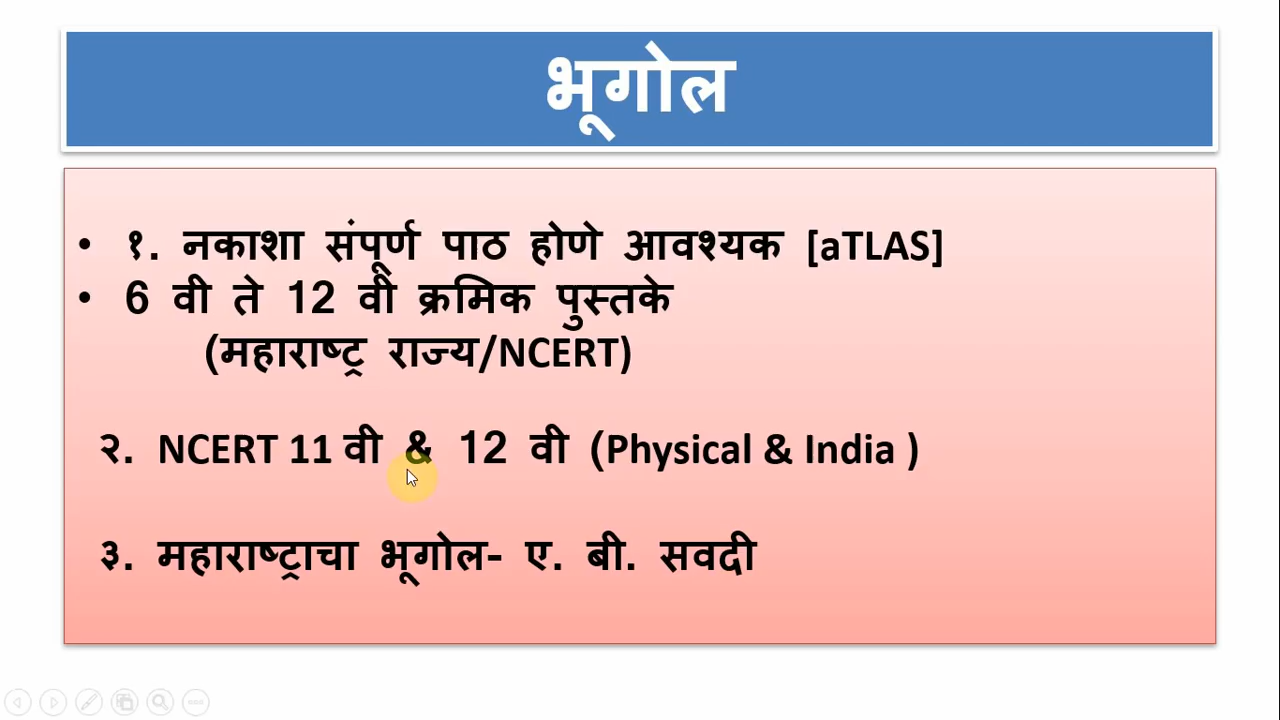 भूगोल
• १. नकाशा संपूर्ण पाठ होणे आवश्यक [aTLAS]
• 6 वी ते 12 वी क्रमिक पुस्तके
(महाराष्ट्र राज्य/NCERT)
२. NCERT 11 वी & 12 वी (Physical & India )
३. महाराष्ट्राचा भूगोल- ए. बी. सवदी